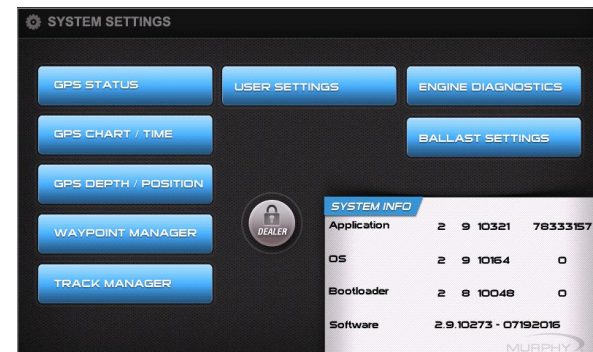 SYSTEM SETTINGS
GPS STATUS
USER SETTINGS
ENGINE DIAGNOSTICS
GPS CHART / TIME
BALLAST SETTINGS
GPS DEPTH / POSITION
WAYPOINT MANAGER
TRACK MANAGER
DEALER
SYSTEM INFO
Application 2 9 10321 78333157
OS 2 9 10164 0
Bootloader 2 8 10048 0
Software 2.9.10273 - 07192016
MURPHY